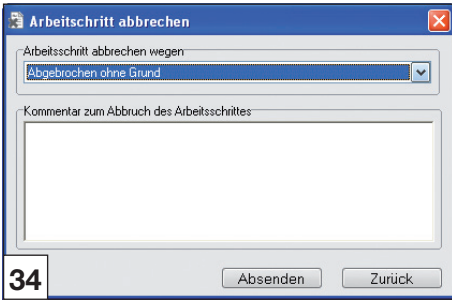 Arbeitschritt abbrechen
Arbeitsschritt abbrechen wegen
Abgebrochen ohne Grund
Kommentar zum Abbruch des Arbeitsschrittes
34
Absenden Zurück